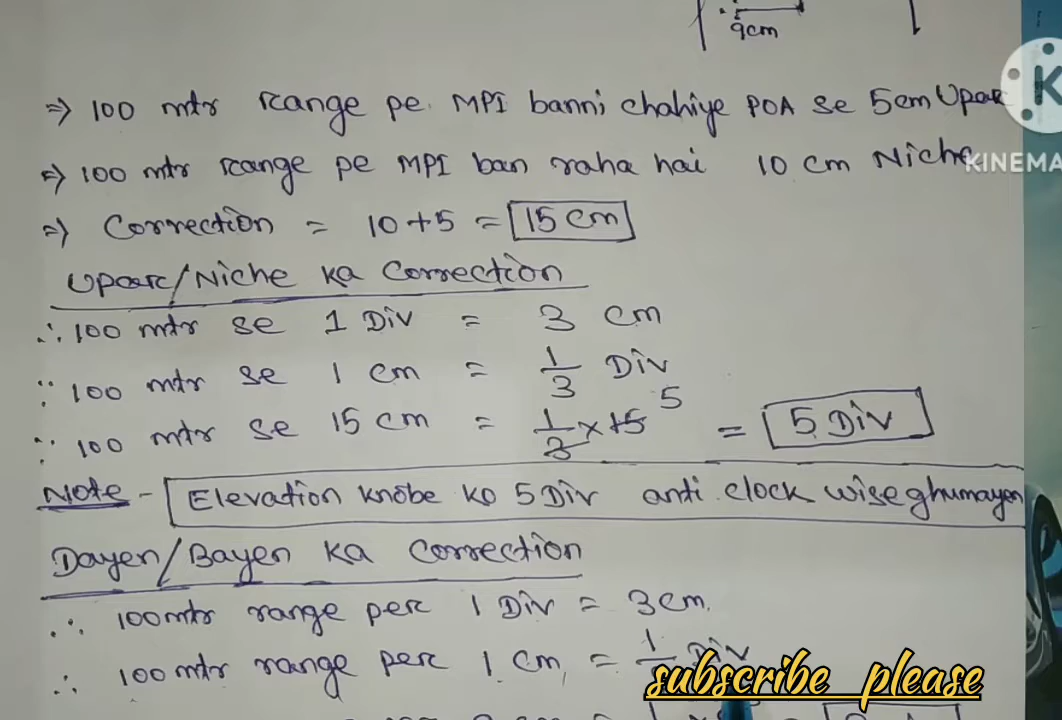 9cm
⇒ 100 mtr range pe MPI banni chahiye POA se 5cm Upar
⇒ 100 mtr range pe MPI ban raha hai 10 cm Niche
⇒ Correction = 10+5 = 15 cm
Upar/Niche ka Correction
∴ 100 mtr se 1 Div = 3 cm
∵ 100 mtr se 1 cm = 1/3 Div
∵ 100 mtr se 15 cm = 1/3 × 15 5 = 5 Div
Note - Elevation knobe ko 5 Div anti clock wise ghumayen
Dayen/Bayen ka Correction
∴ 100mtr range per 1 Div = 3cm.
∴ 100 mtr range per 1 cm = 1 Div
K
KINEMA
subscribe please